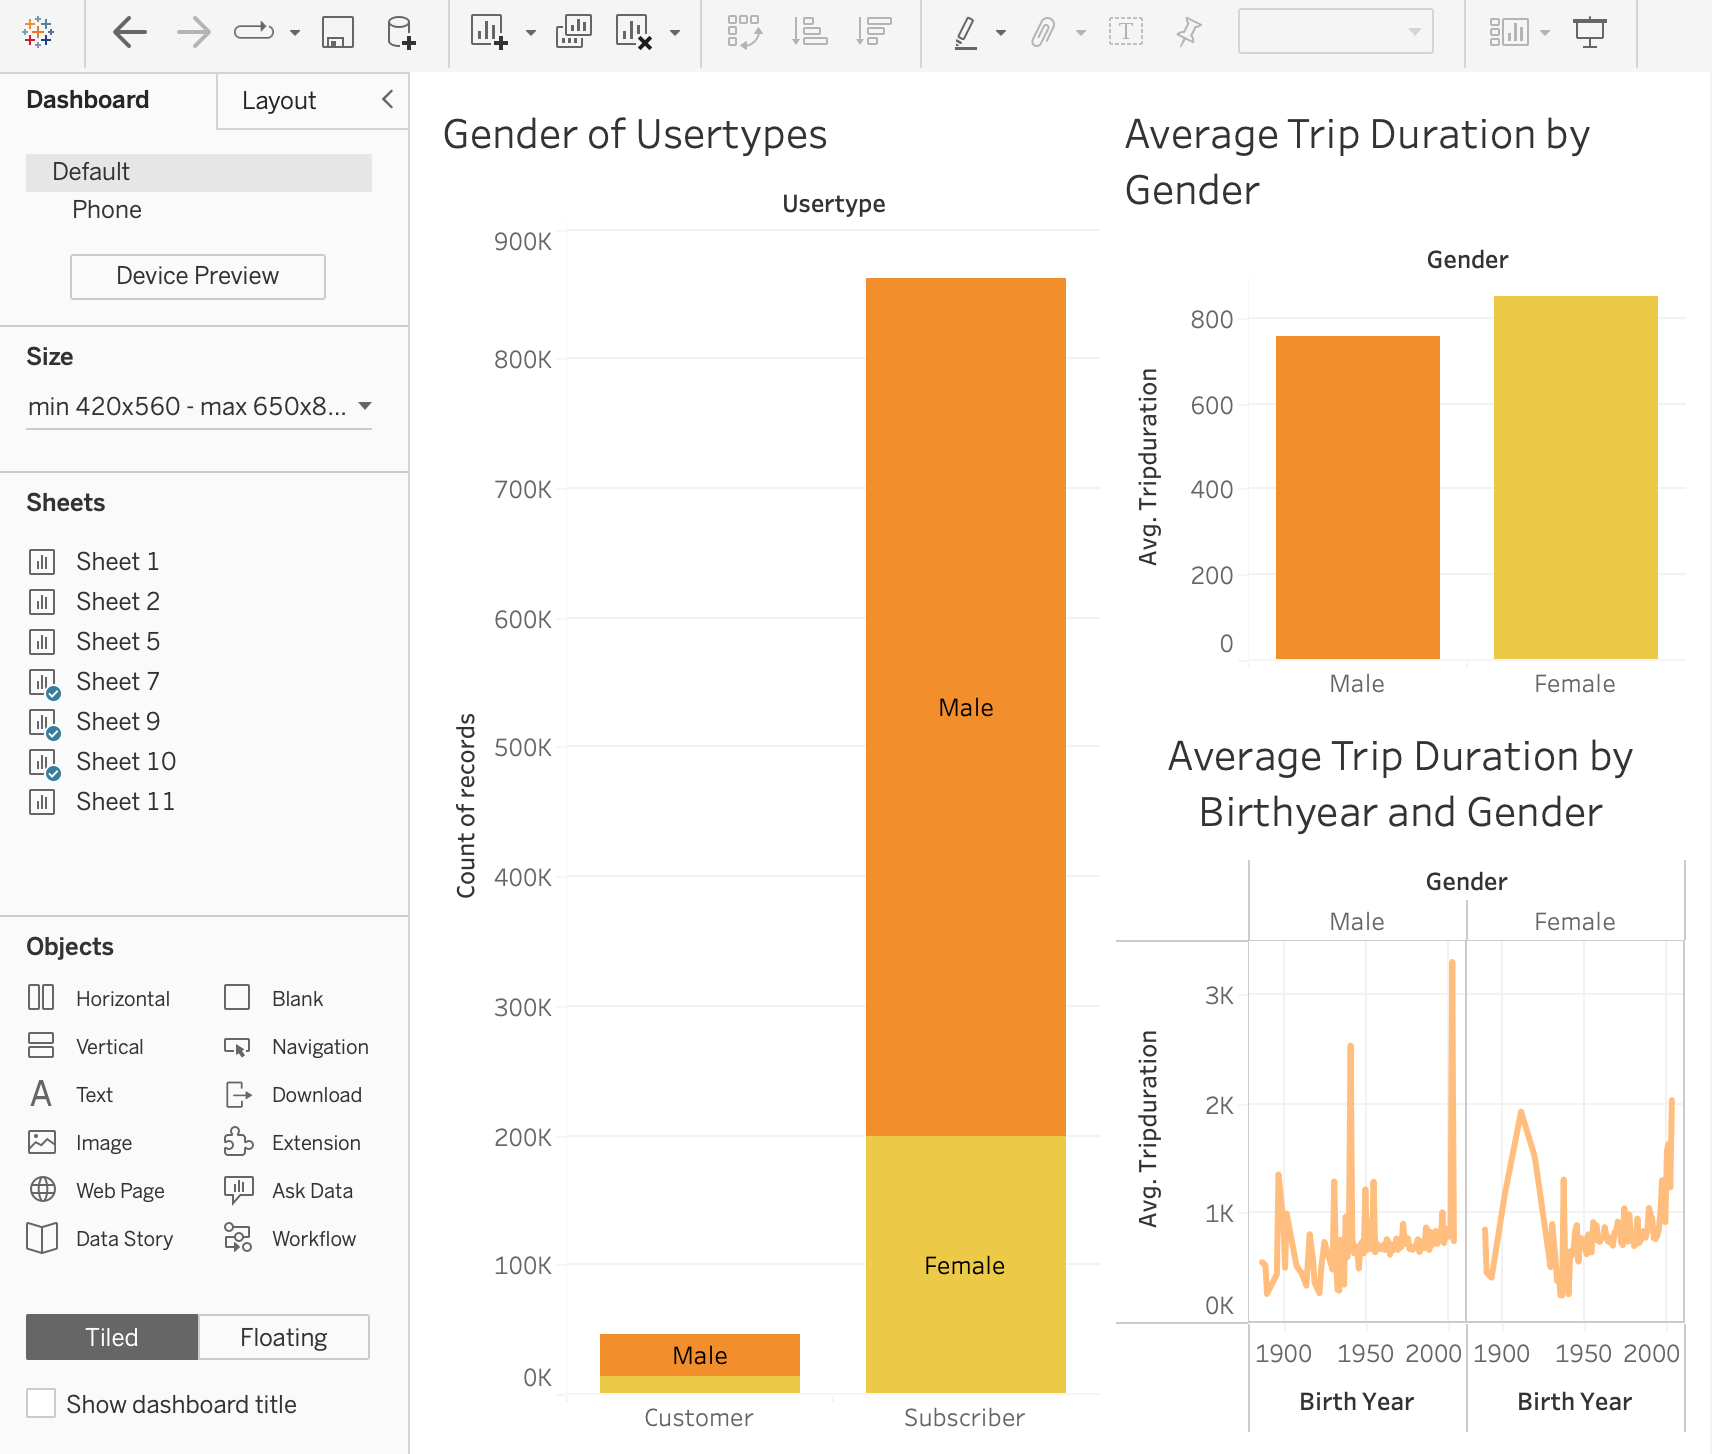 Dashboard
Layout
Default
Phone
Device Preview
Size
min 420x560 - max 650x8...
Sheets
Sheet 1
Sheet 2
Sheet 5
Sheet 7
Sheet 9
Sheet 10
Sheet 11
Objects
Horizontal
Blank
Vertical
Navigation
A
Text
Download
Image
Extension
Web Page
Ask Data
Data Story
Workflow
Tiled
Floating
Show dashboard title
T
Gender of Usertypes
Usertype
Count of records
900K
800K
700K
600K
500K
400K
300K
200K
100K
0K
Male
Female
Male
Customer
Subscriber
Average Trip Duration by
Gender
Gender
Avg. Tripduration
800
600
400
200
0
Male
Female
Average Trip Duration by
Birthyear and Gender
Gender
Male
Female
Avg. Tripduration
3K
2K
1K
0K
1900 1950 2000
1900 1950 2000
Birth Year
Birth Year